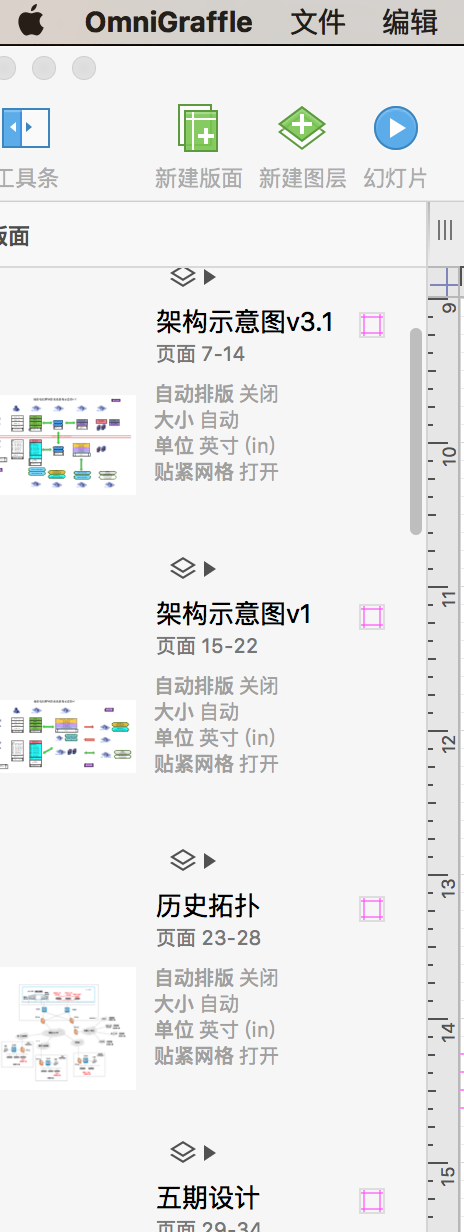 OmniGraffle 文件 编辑
工具条 新建版面 新建图层 幻灯片
版面
架构示意图v3.1
页面 7-14
自动排版 关闭
大小 自动
单位 英寸 (in)
贴紧网格 打开
架构示意图v1
页面 15-22
自动排版 关闭
大小 自动
单位 英寸 (in)
贴紧网格 打开
历史拓扑
页面 23-28
自动排版 关闭
大小 自动
单位 英寸 (in)
贴紧网格 打开
五期设计
页面 29-34
9
10
11
12
13
14
15